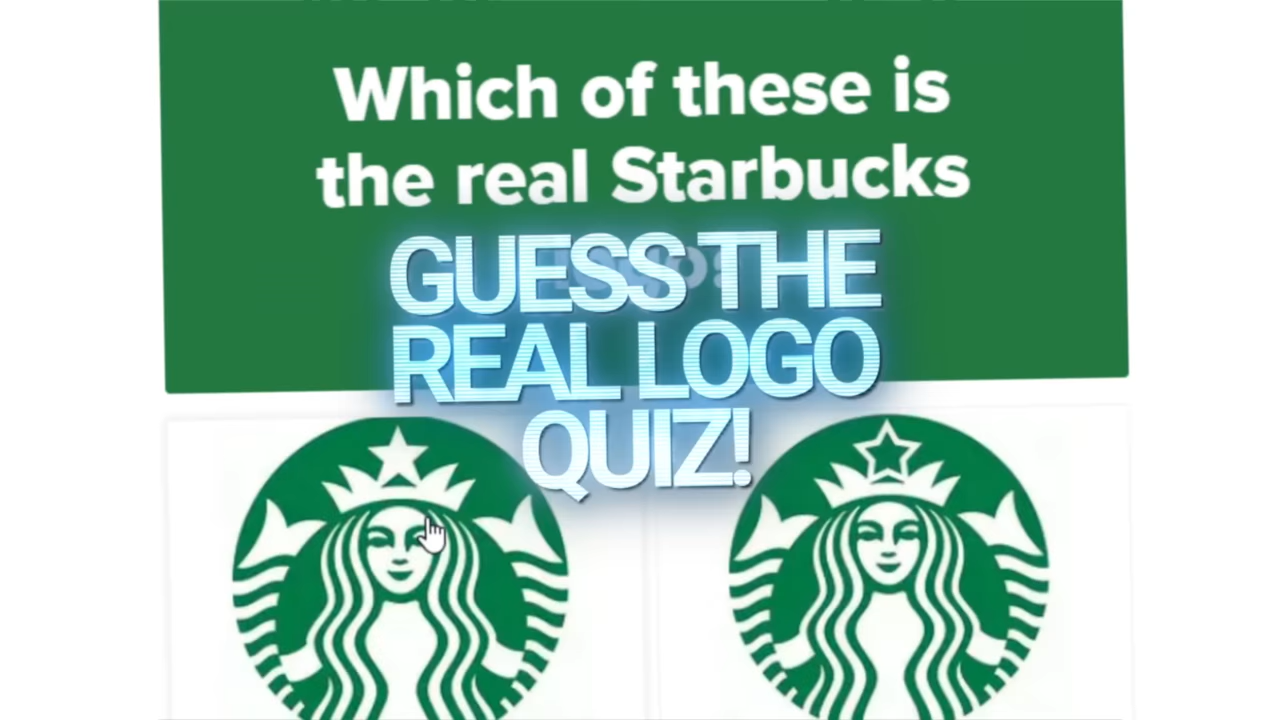 Which of these is
the real Starbucks
GUESS THE
REAL LOGO
QUIZ!